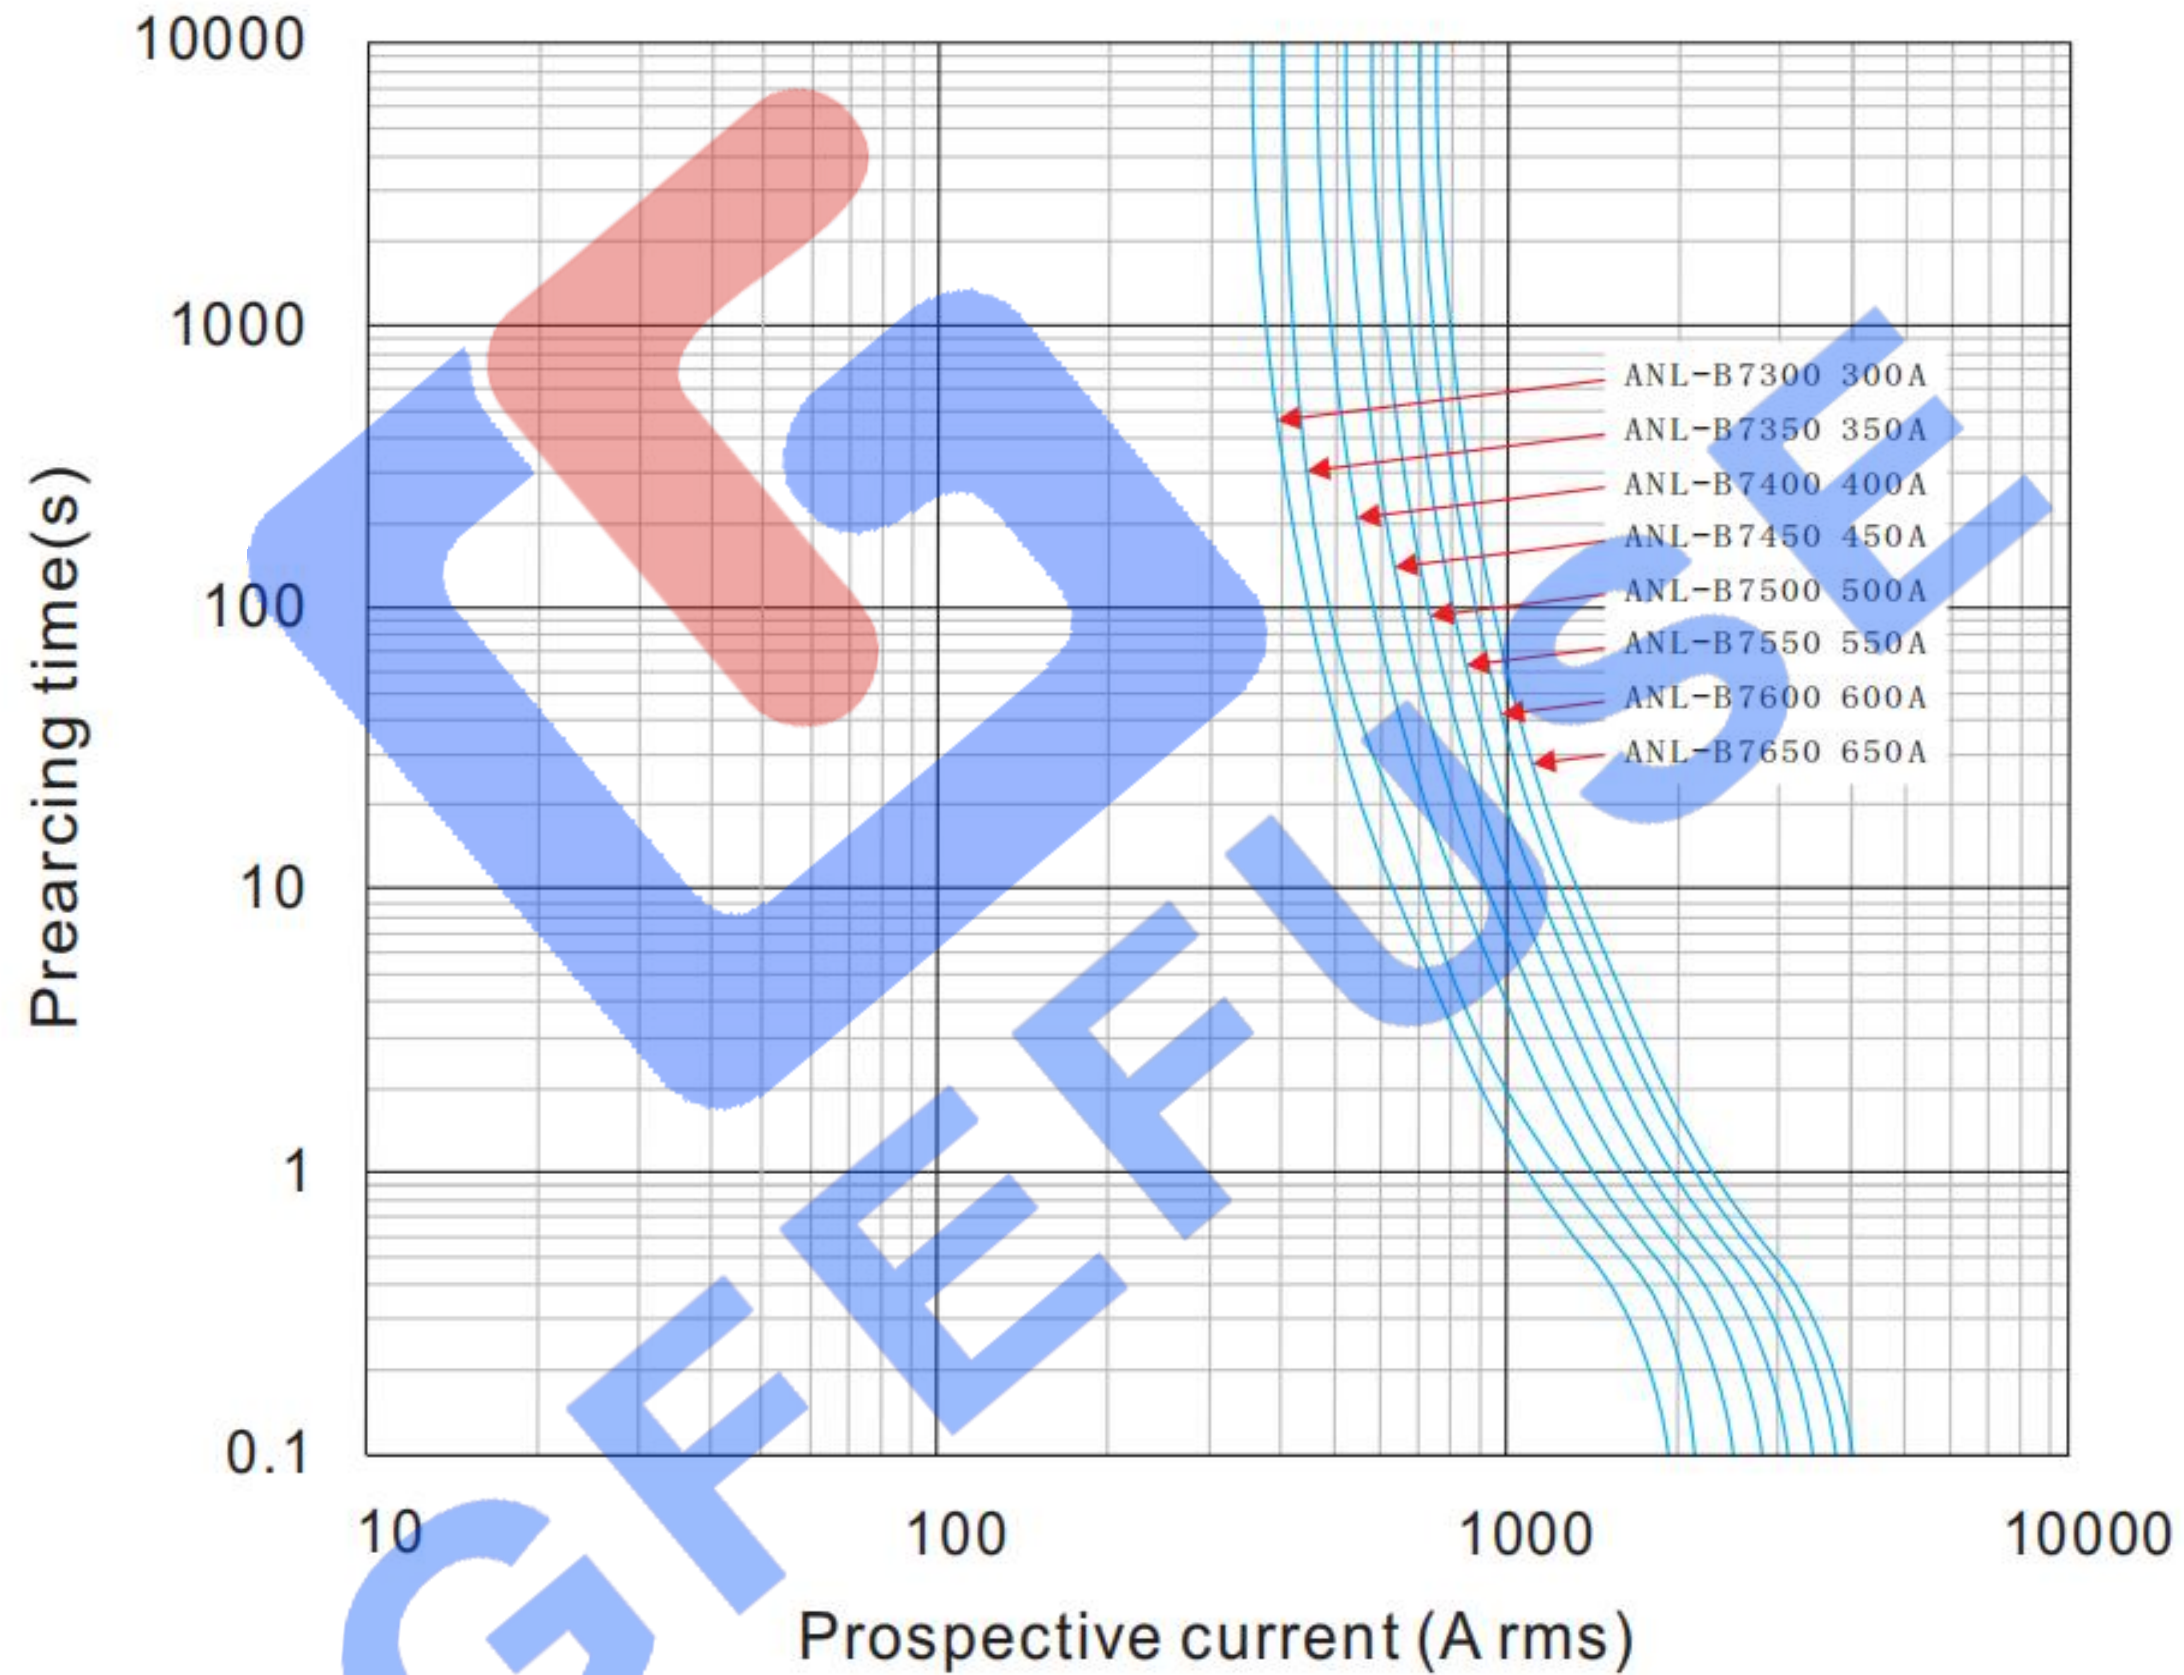 10000
1000
100
10
1
0.1
Prearcing time(s)
ANL-B7300 300A
ANL-B7350 350A
ANL-B7400 400A
ANL-B7450 450A
ANL-B7500 500A
ANL-B7550 550A
ANL-B7600 600A
ANL-B7650 650A
GFEFUSE
10 100 1000 10000
Prospective current (A rms)